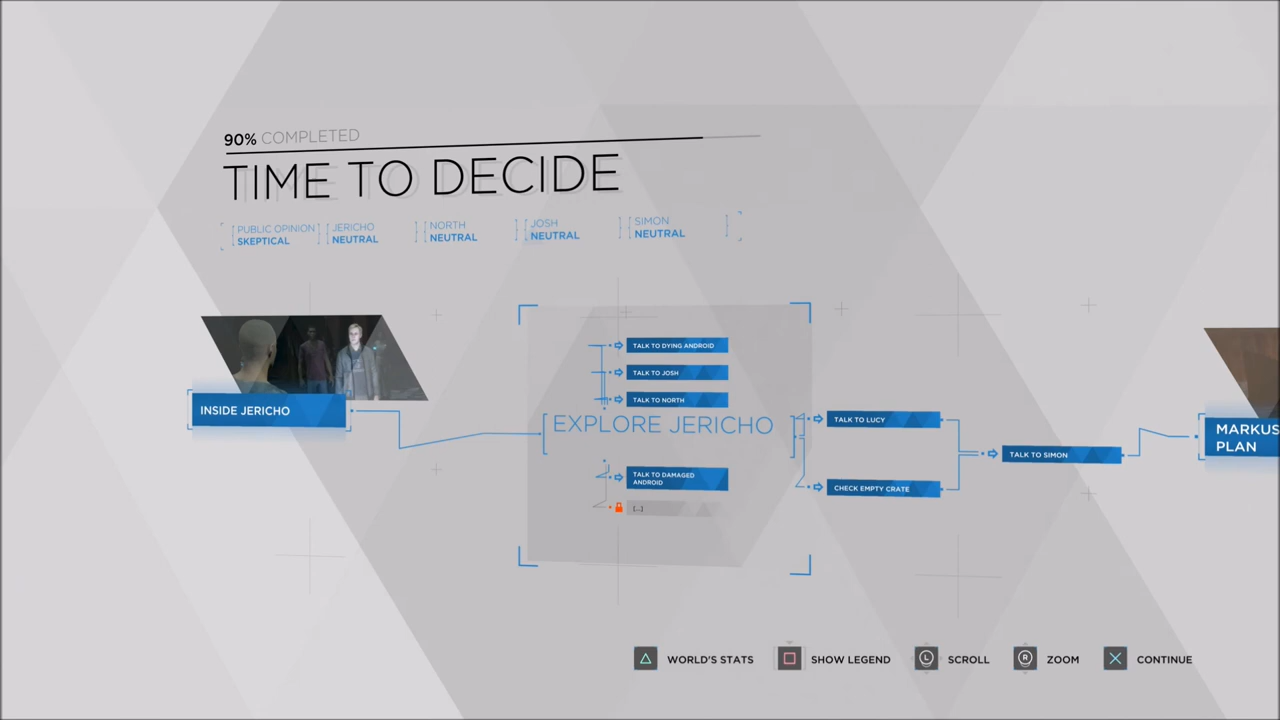 90% COMPLETED
TIME TO DECIDE
PUBLIC OPINION
SKEPTICAL
JERICHO
NEUTRAL
NORTH
NEUTRAL
JOSH
NEUTRAL
SIMON
NEUTRAL
INSIDE JERICHO
TALK TO DYING ANDROID
TALK TO JOSH
TALK TO NORTH
EXPLORE JERICHO
TALK TO DAMAGED
ANDROID
[...]
TALK TO LUCY
CHECK EMPTY CRATE
TALK TO SIMON
MARKUS
PLAN
WORLD'S STATS
SHOW LEGEND
L SCROLL
R ZOOM
CONTINUE